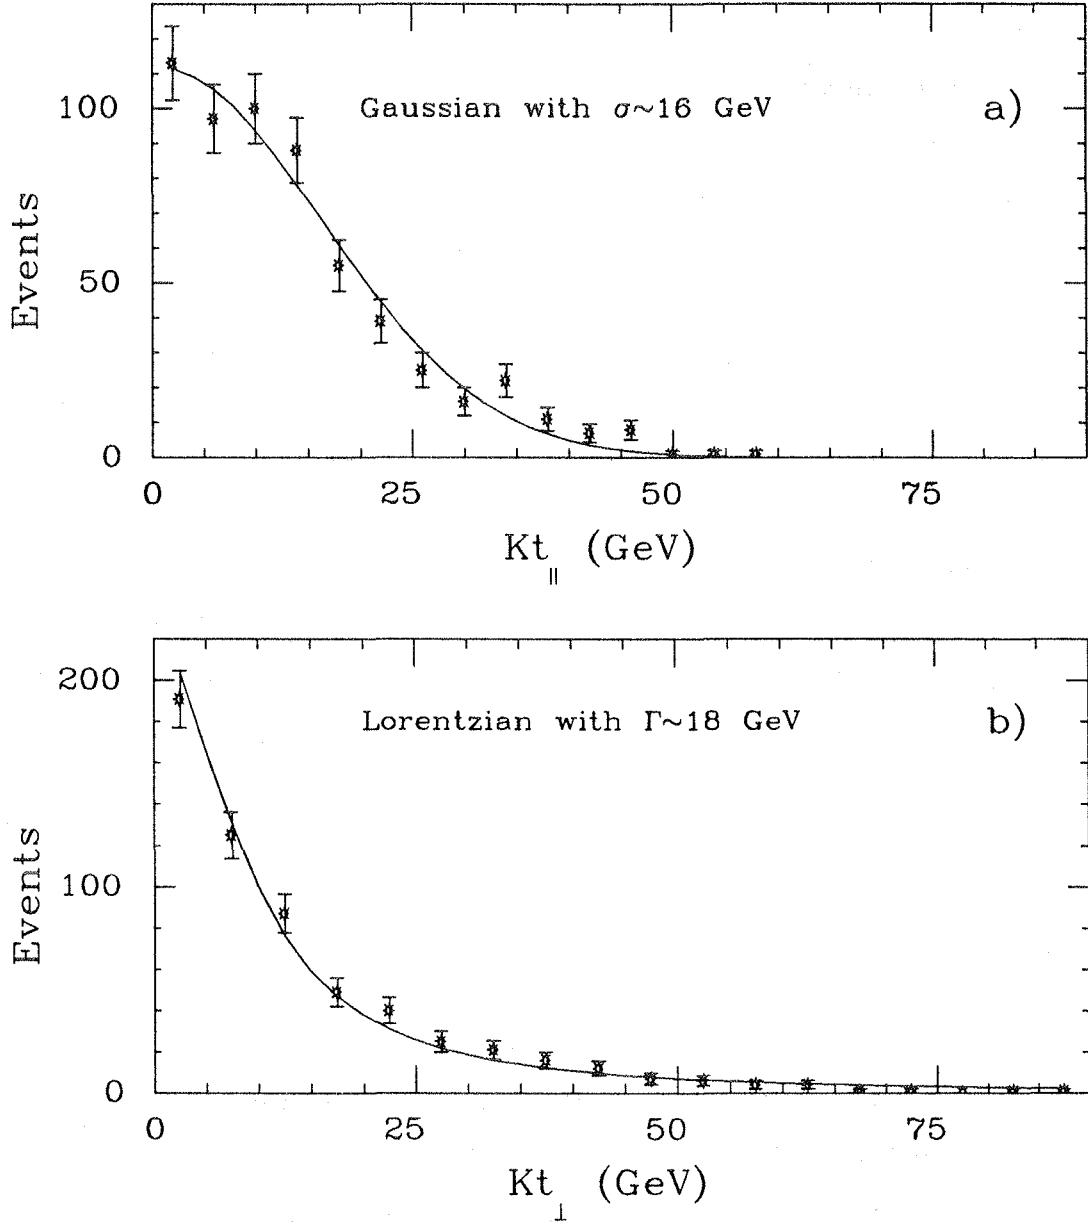 Gaussian with σ~16 GeV
a)
Events
100
50
0
0
25
50
75
Kt∥ (GeV)
Lorentzian with Γ~18 GeV
b)
Events
200
100
0
0
25
50
75
Kt⊥ (GeV)